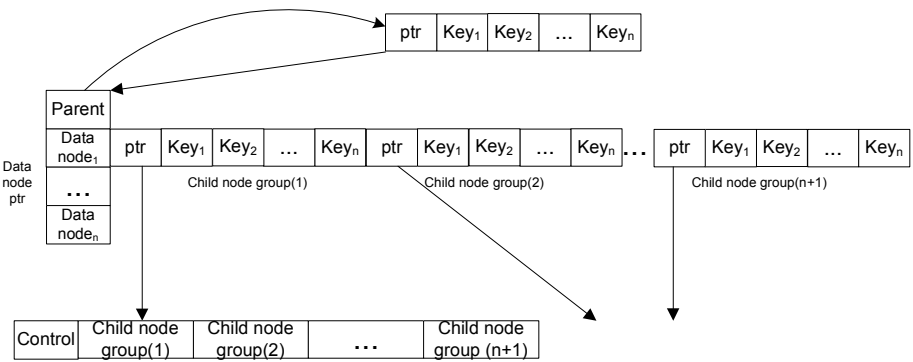 ptr Key₁ Key₂ ... Keyₙ
Parent
Data node₁ ptr Key₁ Key₂ ... Keyₙ ptr Key₁ Key₂ ... Keyₙ ... ptr Key₁ Key₂ ... Keyₙ
Data
node
ptr
Child node group(1) Child node group(2) Child node group(n+1)
...
Data
nodeₙ
Control Child node group(1) Child node group(2) ... Child node group (n+1)